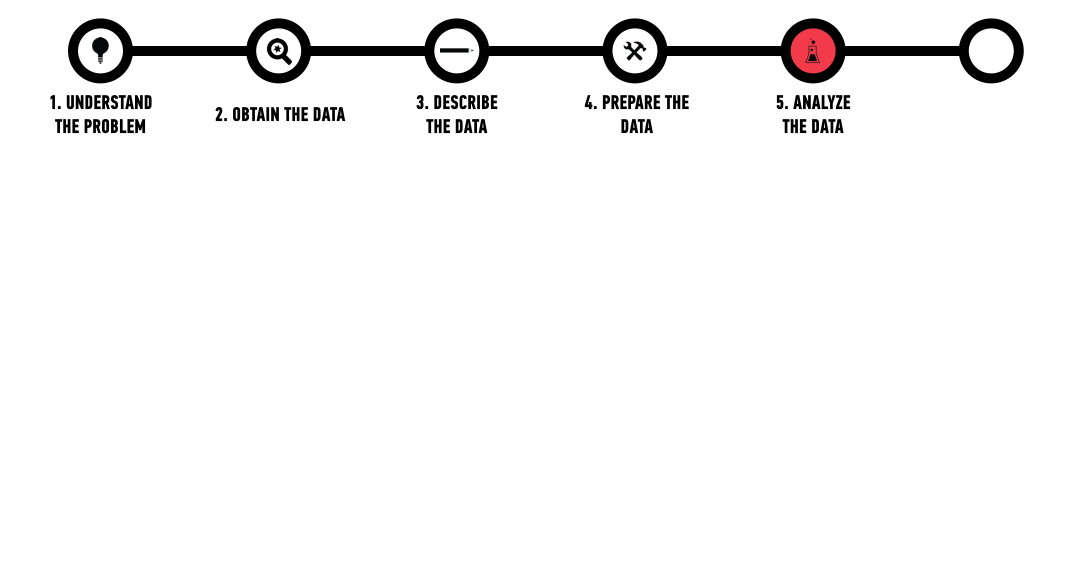 1. UNDERSTAND
THE PROBLEM
2. OBTAIN THE DATA
3. DESCRIBE
THE DATA
4. PREPARE THE
DATA
5. ANALYZE
THE DATA